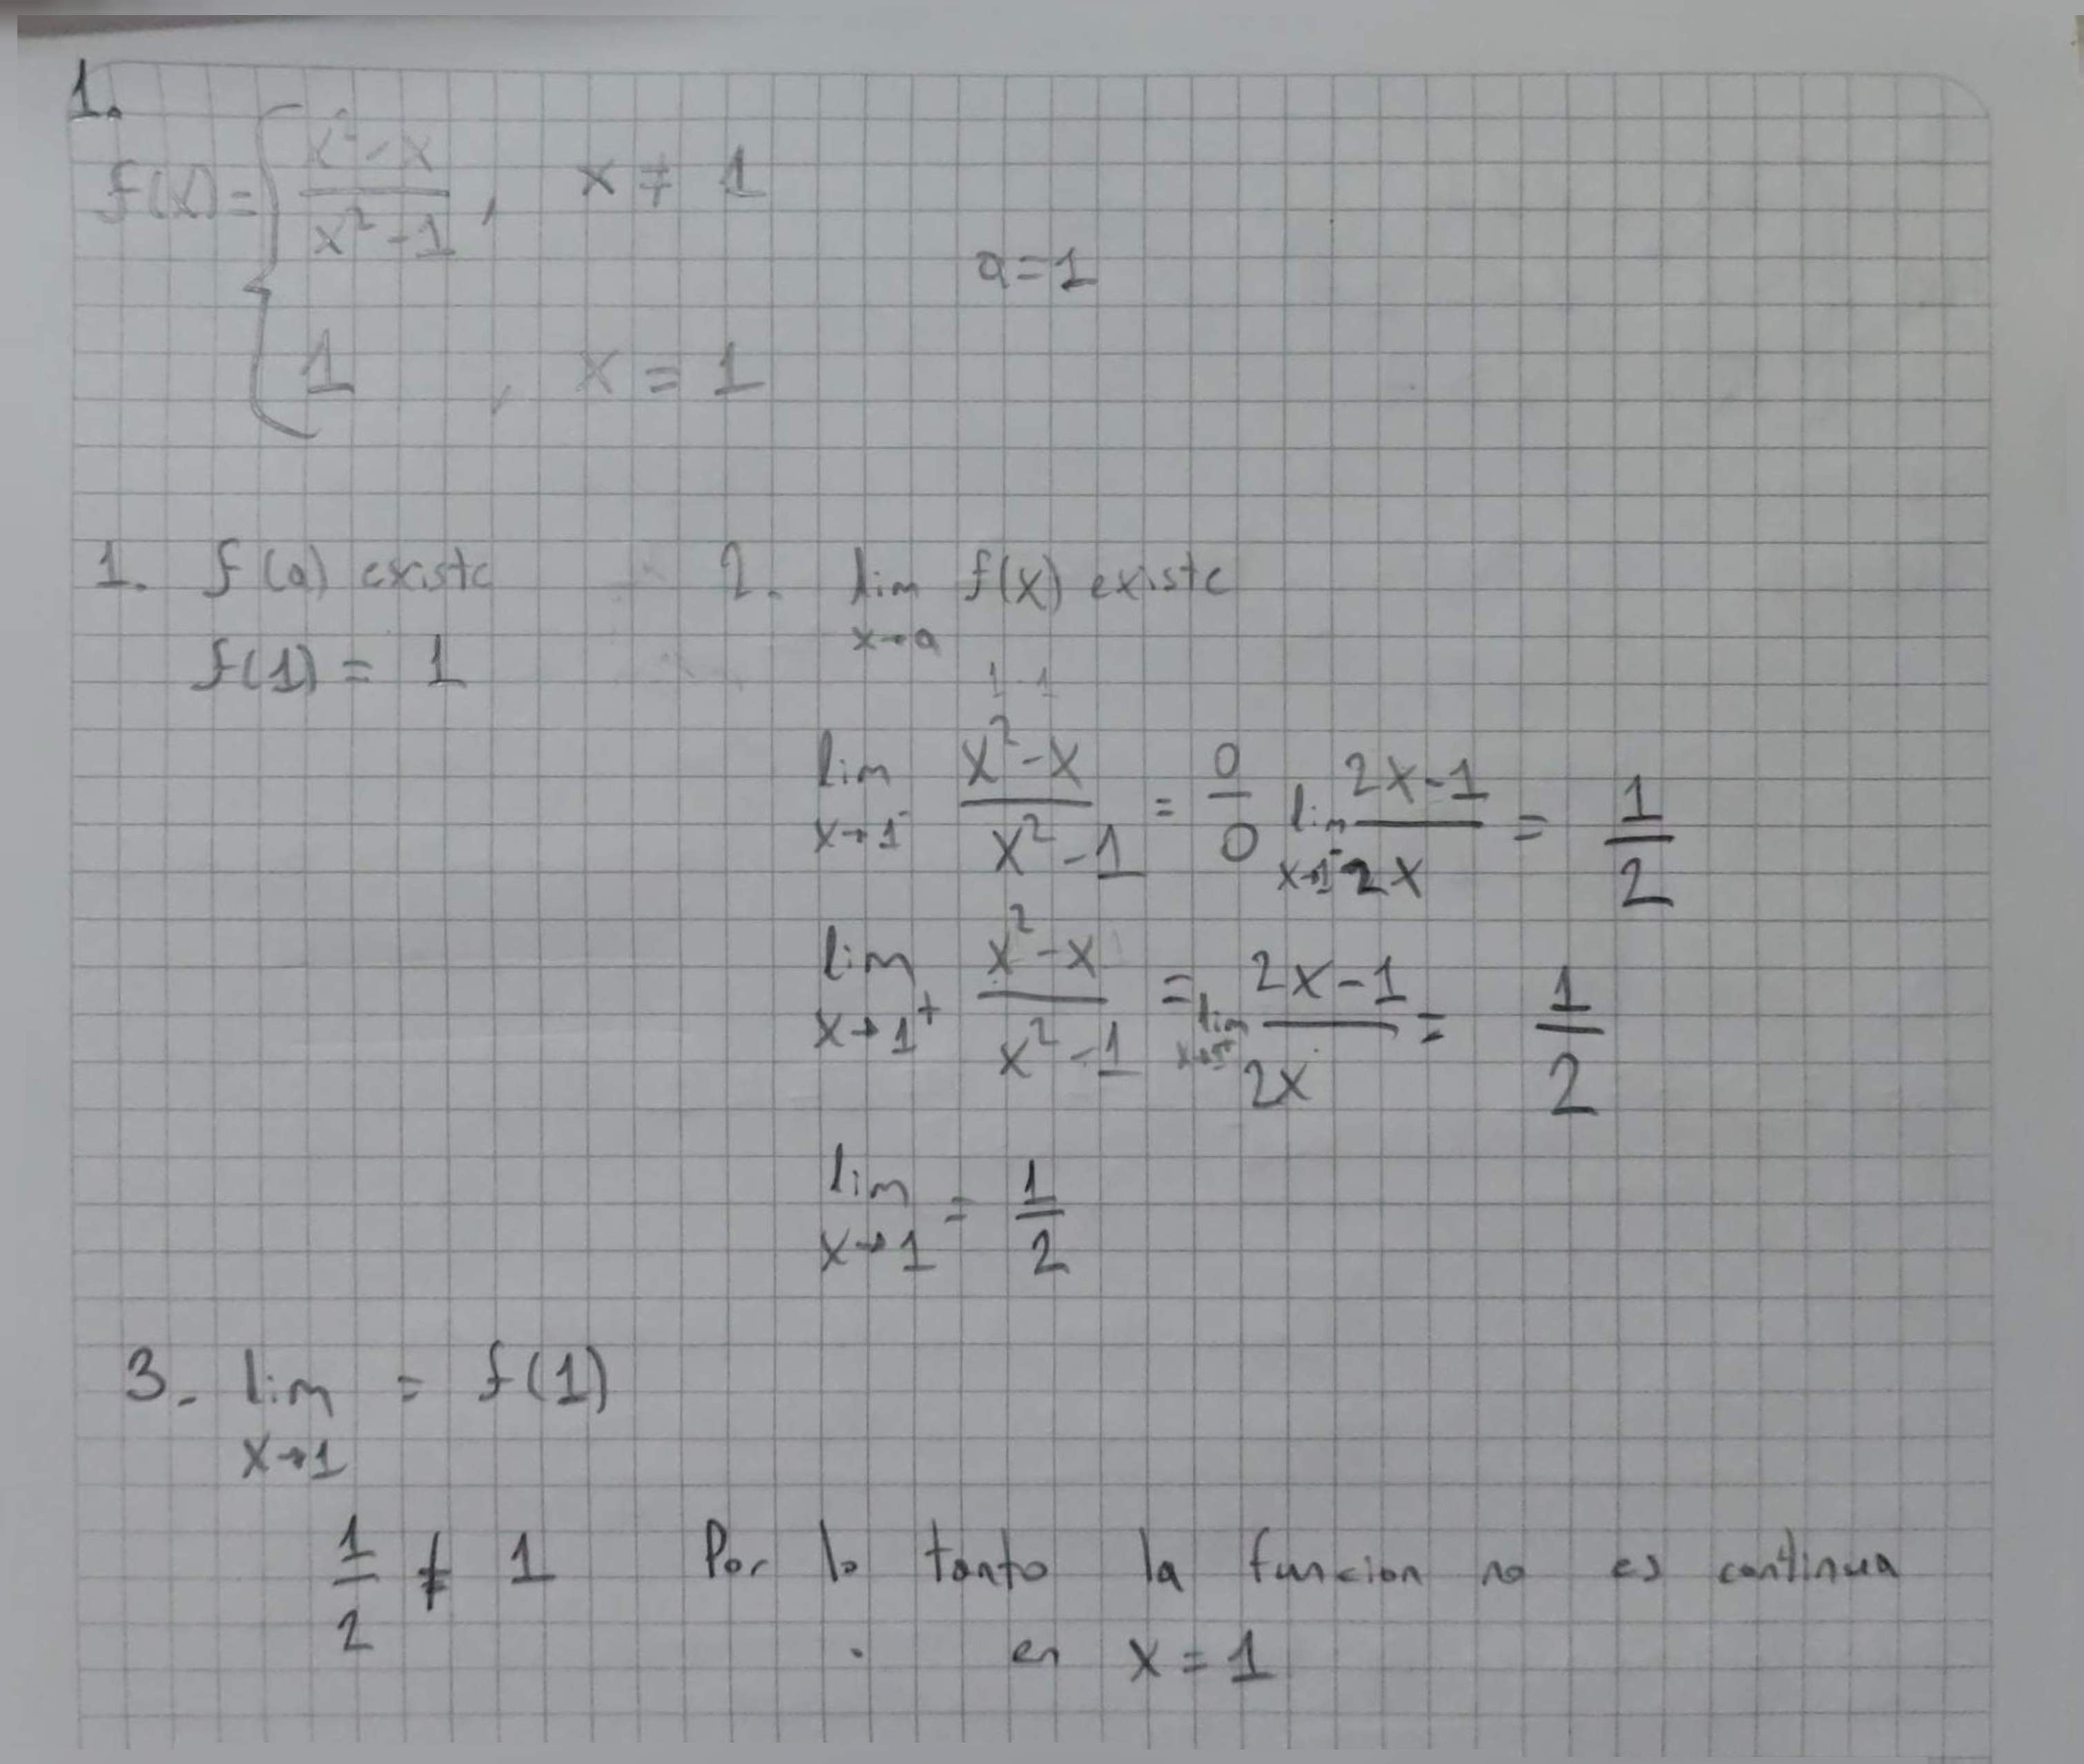 1.
f(x) = { (x² - x)/(x² - 1) , x ≠ 1
a = 1
1 , x = 1
1. f(a) existe
f(1) = 1
2. lim x→a f(x) existe
1 - 1
lim x→1⁻ (x² - x)/(x² - 1) = 0/0 lim x→1⁻ (2x - 1)/(2x) = 1/2
lim x→1⁺ (x² - x)/(x² - 1) = lim x→1⁺ (2x - 1)/(2x) = 1/2
lim x→1 = 1/2
3. lim x→1 = f(1)
1/2 ≠ 1 Por lo tanto la funcion no es continua
en x = 1